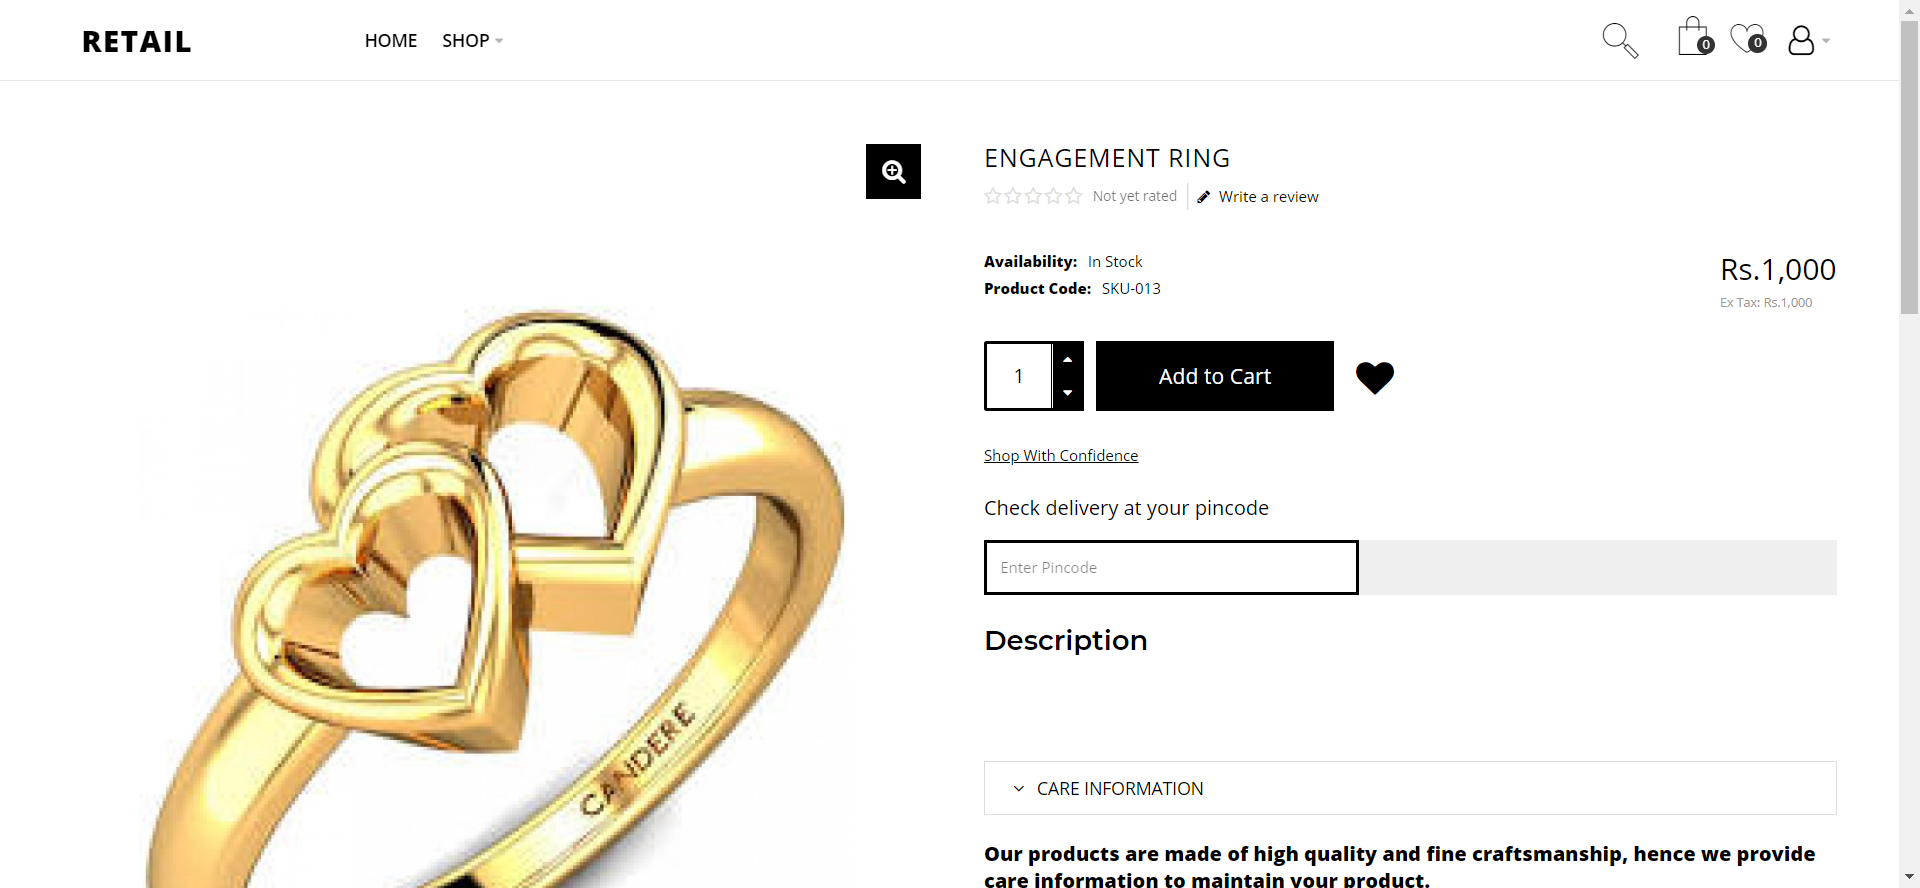 RETAIL
HOME SHOP
0 0
ENGAGEMENT RING
Not yet rated Write a review
Availability: In Stock
Product Code: SKU-013
Rs.1,000
Ex Tax: Rs.1,000
1 Add to Cart
Shop With Confidence
Check delivery at your pincode
Enter Pincode
Description
CANDERE
CARE INFORMATION
Our products are made of high quality and fine craftsmanship, hence we provide
care information to maintain your product.